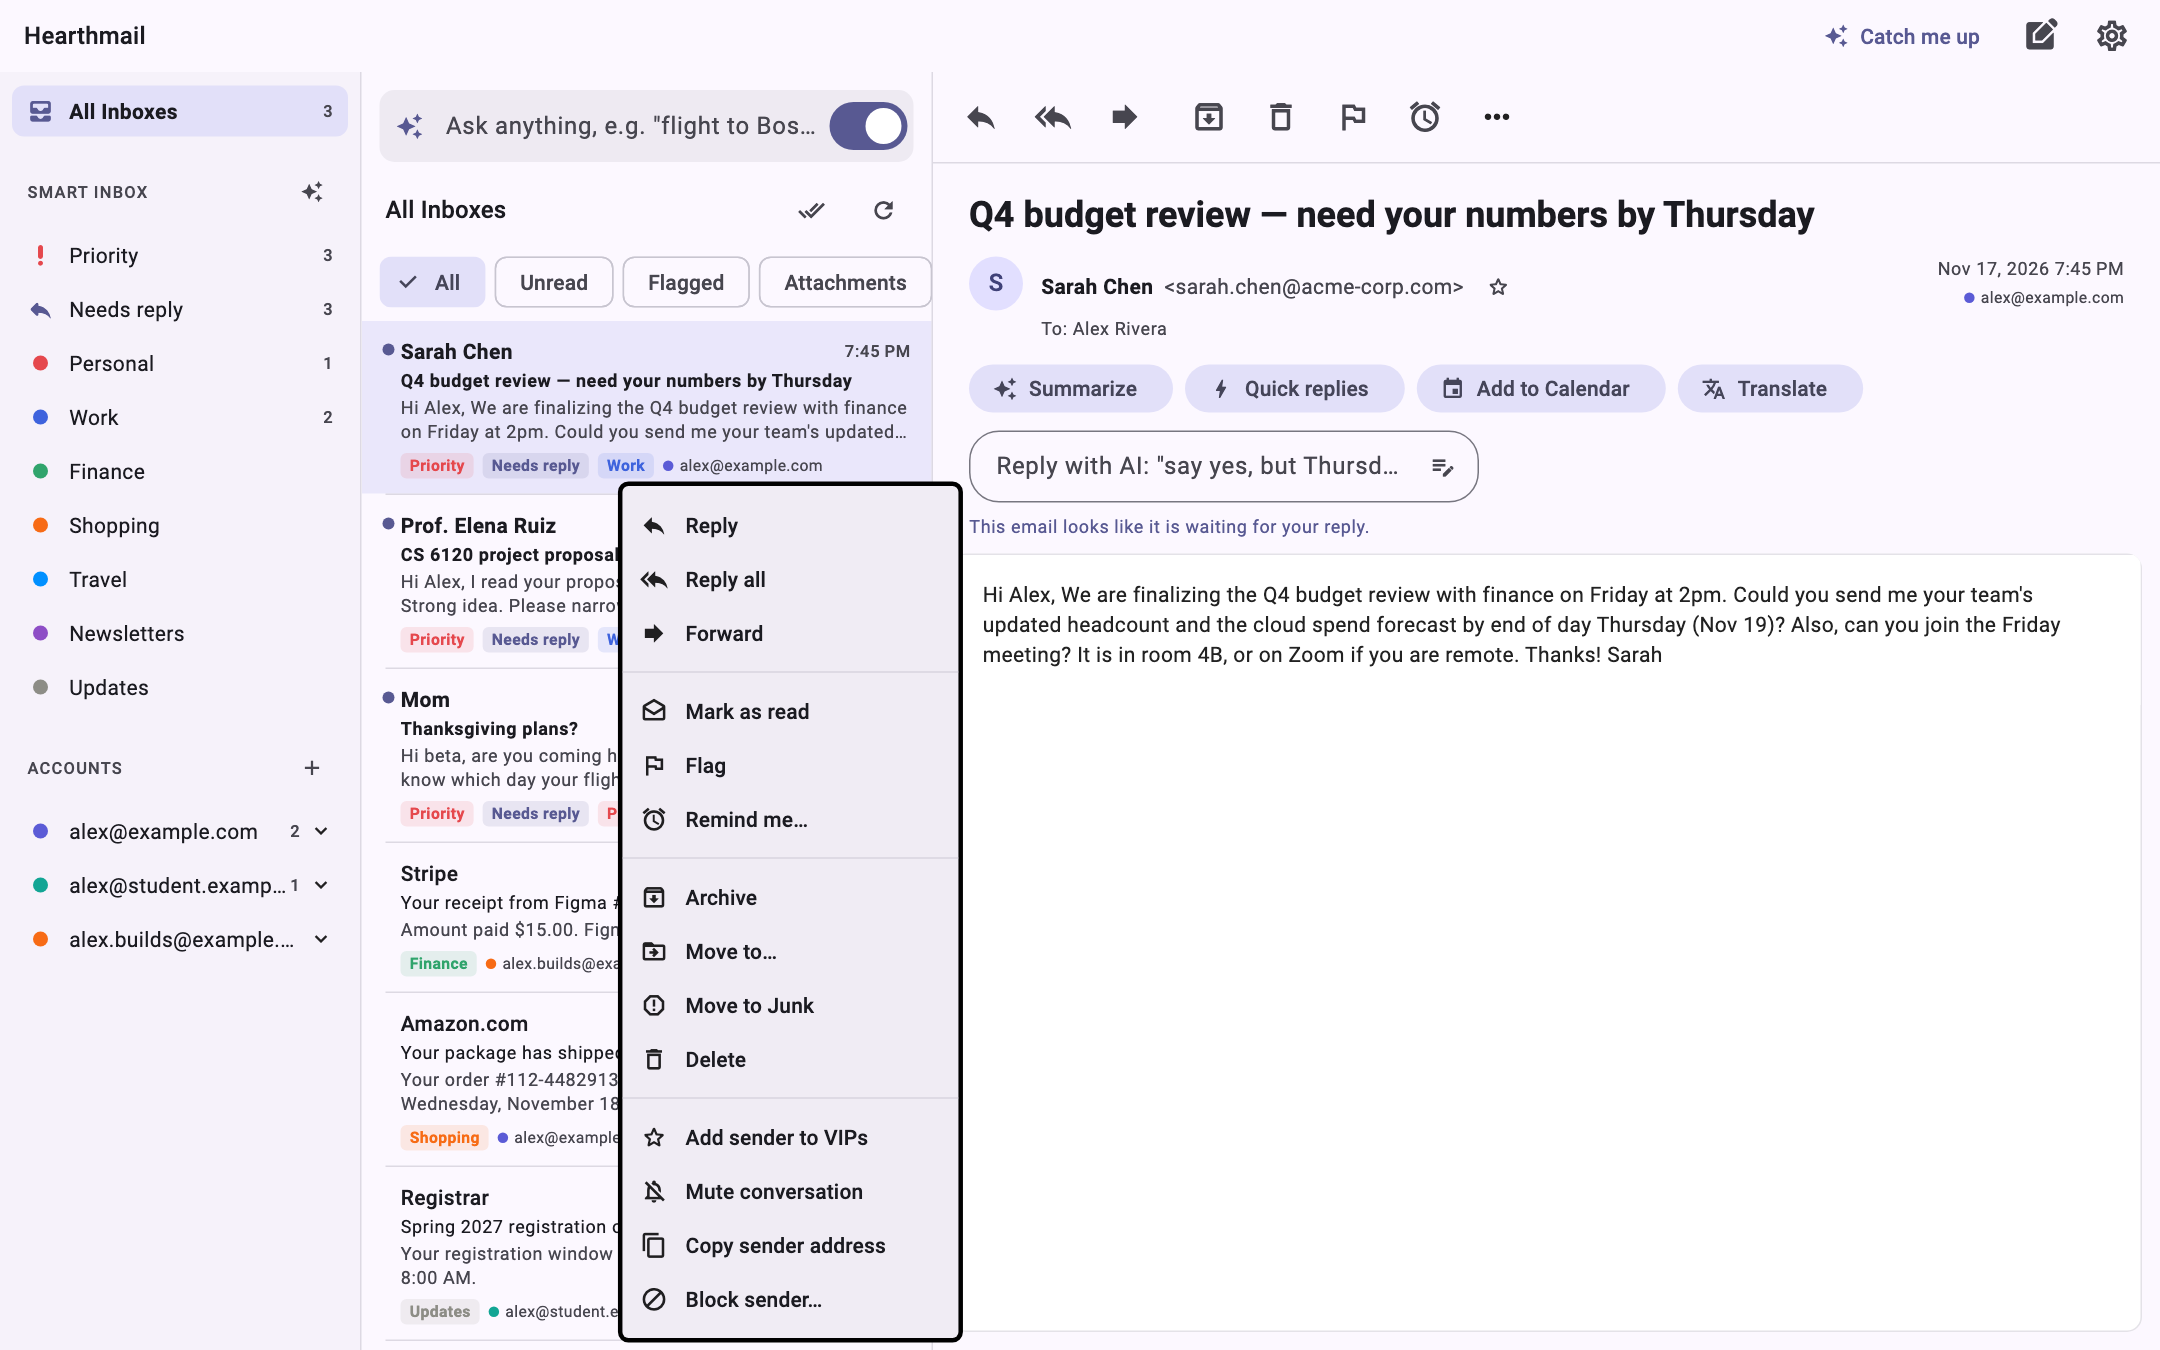 Hearthmail
Catch me up
All Inboxes 3
SMART INBOX
Priority 3
Needs reply 3
Personal 1
Work 2
Finance
Shopping
Travel
Newsletters
Updates
ACCOUNTS
alex@example.com 2
alex@student.examp... 1
alex.builds@example....
Ask anything, e.g. "flight to Bos...
All Inboxes
All
Unread
Flagged
Attachments
Sarah Chen 7:45 PM
Q4 budget review — need your numbers by Thursday
Hi Alex, We are finalizing the Q4 budget review with finance
on Friday at 2pm. Could you send me your team's updated...
Priority Needs reply Work alex@example.com
Prof. Elena Ruiz
CS 6120 project proposal
Hi Alex, I read your propo
Strong idea. Please narro
Priority Needs reply W
Mom
Thanksgiving plans?
Hi beta, are you coming h
know which day your fligh
Priority Needs reply P
Stripe
Your receipt from Figma #
Amount paid $15.00. Fig
Finance alex.builds@exa
Amazon.com
Your package has shipped
Your order #112-4482913
Wednesday, November 18
Shopping alex@example
Registrar
Spring 2027 registration
Your registration window
8:00 AM.
Updates alex@student.e
Reply
Reply all
Forward
Mark as read
Flag
Remind me...
Archive
Move to...
Move to Junk
Delete
Add sender to VIPs
Mute conversation
Copy sender address
Block sender...
Q4 budget review — need your numbers by Thursday
S
Sarah Chen <sarah.chen@acme-corp.com>
To: Alex Rivera
Nov 17, 2026 7:45 PM
alex@example.com
Summarize
Quick replies
Add to Calendar
Translate
Reply with AI: "say yes, but Thursd...
This email looks like it is waiting for your reply.
Hi Alex, We are finalizing the Q4 budget review with finance on Friday at 2pm. Could you send me your team's
updated headcount and the cloud spend forecast by end of day Thursday (Nov 19)? Also, can you join the Friday
meeting? It is in room 4B, or on Zoom if you are remote. Thanks! Sarah